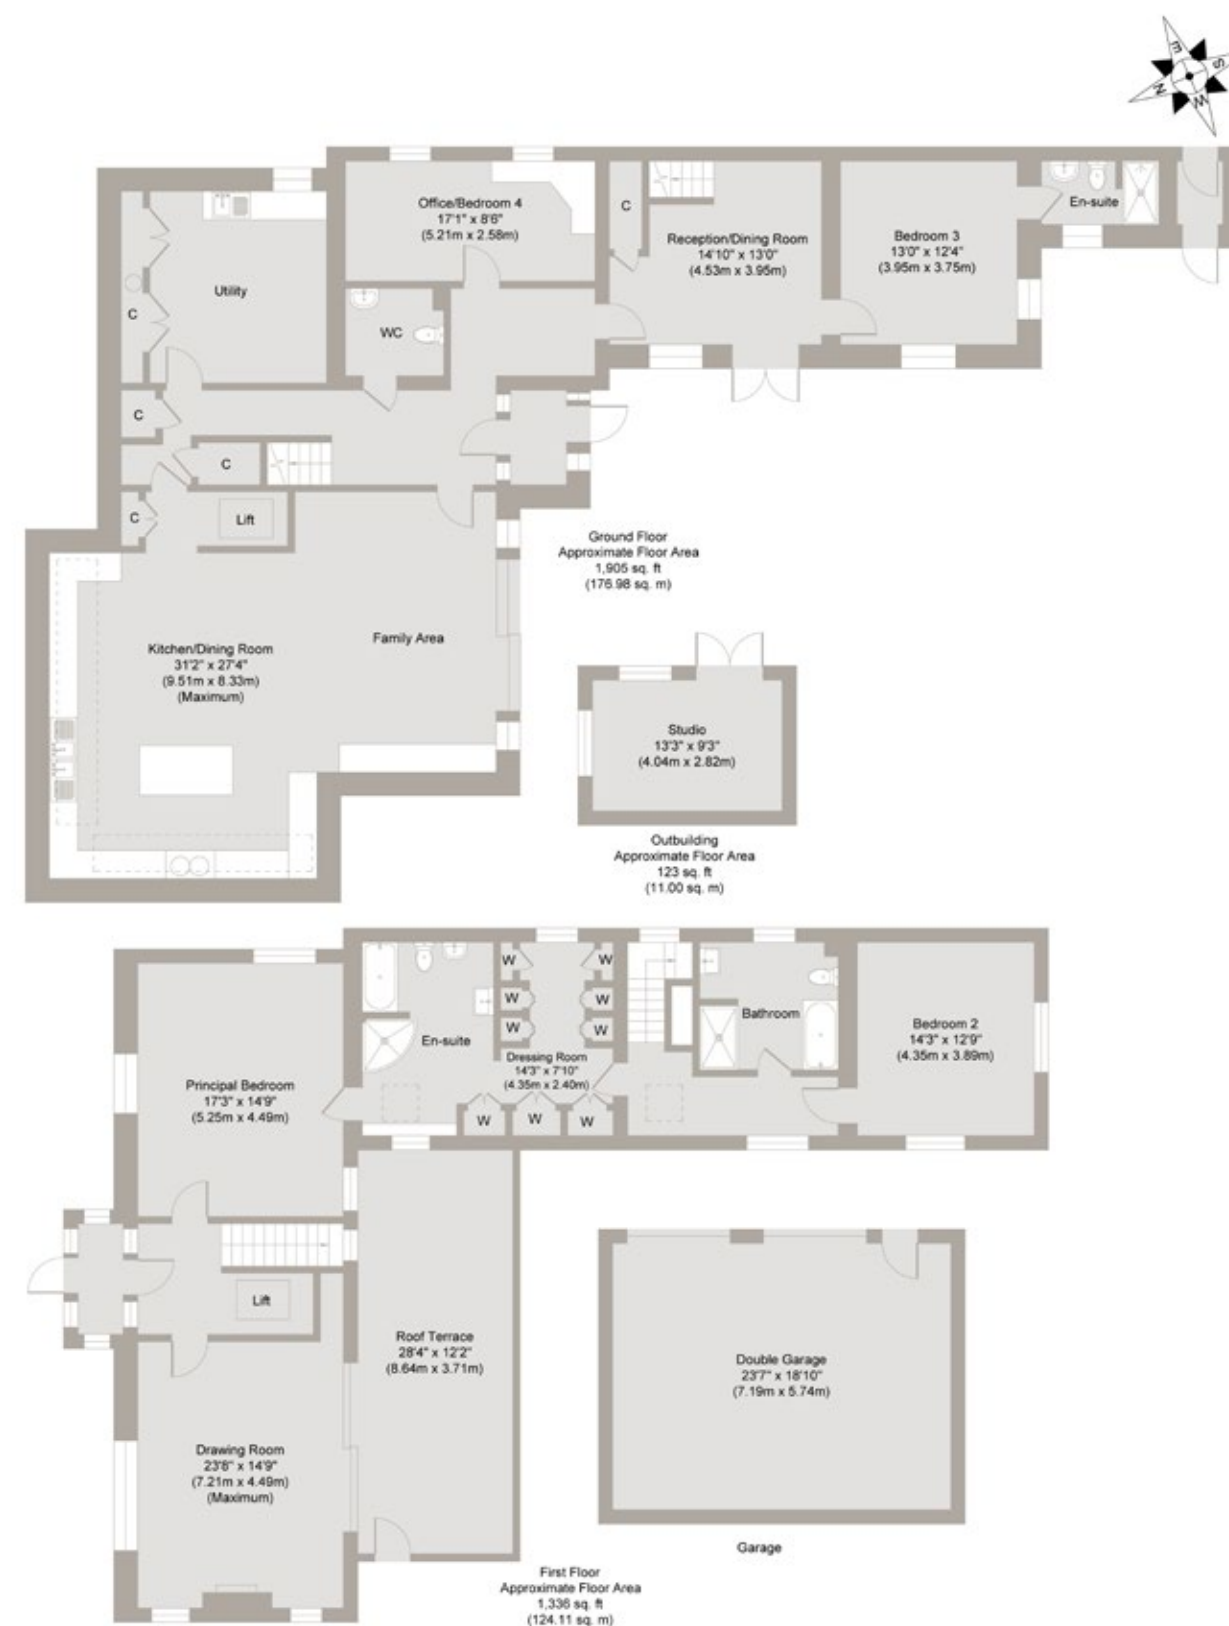 E
S
N
W
Office/Bedroom 4
17'1" x 8'6"
(5.21m x 2.58m)
C
Reception/Dining Room
14'10" x 13'0"
(4.53m x 3.95m)
Bedroom 3
13'0" x 12'4"
(3.95m x 3.75m)
En-suite
Utility
C
WC
C
C
C
Lift
Ground Floor
Approximate Floor Area
1,905 sq. ft
(176.98 sq. m)
Kitchen/Dining Room
31'2" x 27'4"
(9.51m x 8.33m)
(Maximum)
Family Area
Studio
13'3" x 9'3"
(4.04m x 2.82m)
Outbuilding
Approximate Floor Area
123 sq. ft
(11.00 sq. m)
W
W
W
W
W
W
En-suite
Dressing Room
14'3" x 7'10"
(4.35m x 2.40m)
W
W
W
Bathroom
Bedroom 2
14'3" x 12'9"
(4.35m x 3.89m)
Principal Bedroom
17'3" x 14'9"
(5.25m x 4.49m)
Lift
Roof Terrace
28'4" x 12'2"
(8.64m x 3.71m)
Double Garage
23'7" x 18'10"
(7.19m x 5.74m)
Drawing Room
23'8" x 14'9"
(7.21m x 4.49m)
(Maximum)
Garage
First Floor
Approximate Floor Area
1,336 sq. ft
(124.11 sq. m)